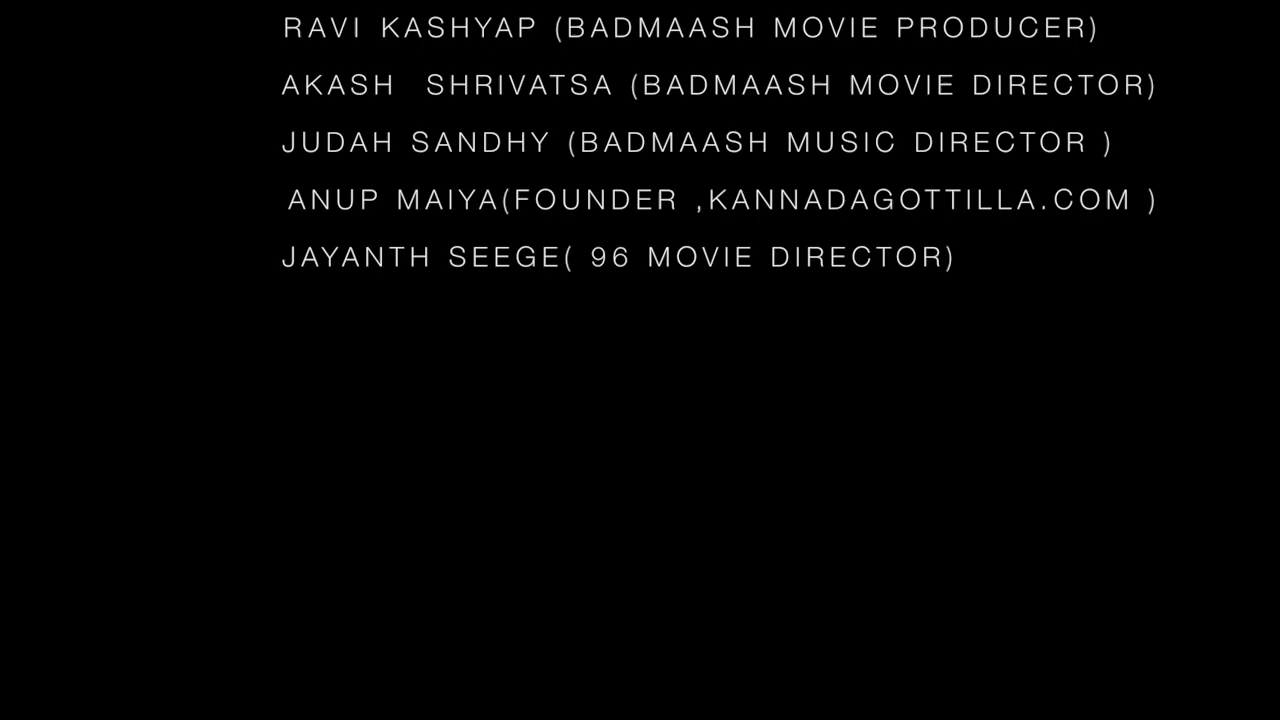 RAVI KASHYAP (BADMAASH MOVIE PRODUCER)
AKASH SHRIVATSA (BADMAASH MOVIE DIRECTOR)
JUDAH SANDHY (BADMAASH MUSIC DIRECTOR )
ANUP MAIYA(FOUNDER ,KANNADAGOTTILLA.COM )
JAYANTH SEEGE( 96 MOVIE DIRECTOR)